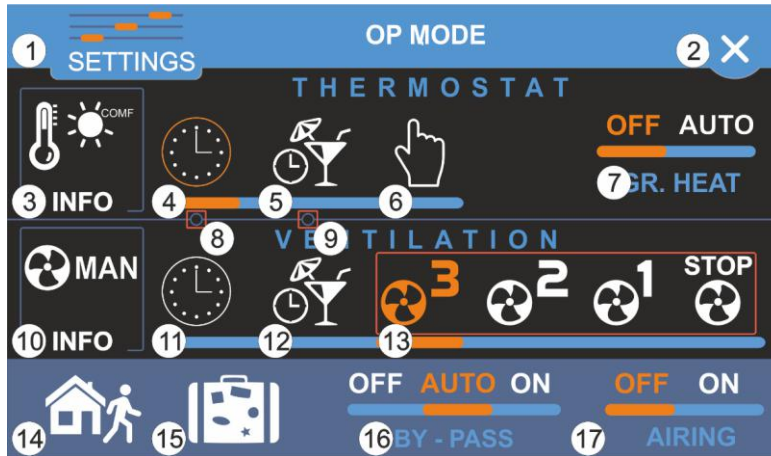 OP MODE
1 SETTINGS 2
THERMOSTAT
COMF
OFF AUTO
3 INFO 4 5 6 7 GR. HEAT
8 9
VENTILATION
MAN 3 2 1 STOP
10 INFO 11 12 13
OFF AUTO ON OFF ON
14 15 16 BY - PASS 17 AIRING